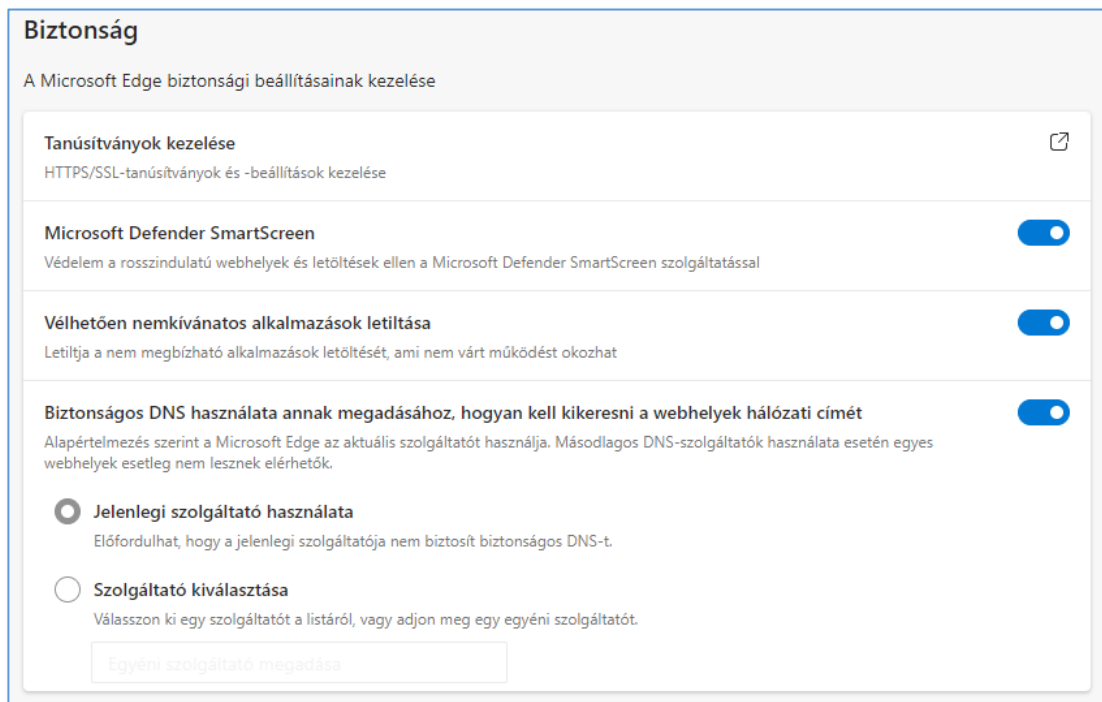 Biztonság
A Microsoft Edge biztonsági beállításainak kezelése
Tanúsítványok kezelése
HTTPS/SSL-tanúsítványok és -beállítások kezelése
Microsoft Defender SmartScreen
Védelem a rosszindulatú webhelyek és letöltések ellen a Microsoft Defender SmartScreen szolgáltatással
Vélhetően nemkívánatos alkalmazások letiltása
Letiltja a nem megbízható alkalmazások letöltését, ami nem várt működést okozhat
Biztonságos DNS használata annak megadásához, hogyan kell kikeresni a webhelyek hálózati címét
Alapértelmezés szerint a Microsoft Edge az aktuális szolgáltatót használja. Másodlagos DNS-szolgáltatók használata esetén egyes
webhelyek esetleg nem lesznek elérhetők.
Jelenlegi szolgáltató használata
Előfordulhat, hogy a jelenlegi szolgáltatója nem biztosít biztonságos DNS-t.
Szolgáltató kiválasztása
Válasszon ki egy szolgáltatót a listáról, vagy adjon meg egy egyéni szolgáltatót.
Egyéni szolgáltató megadása